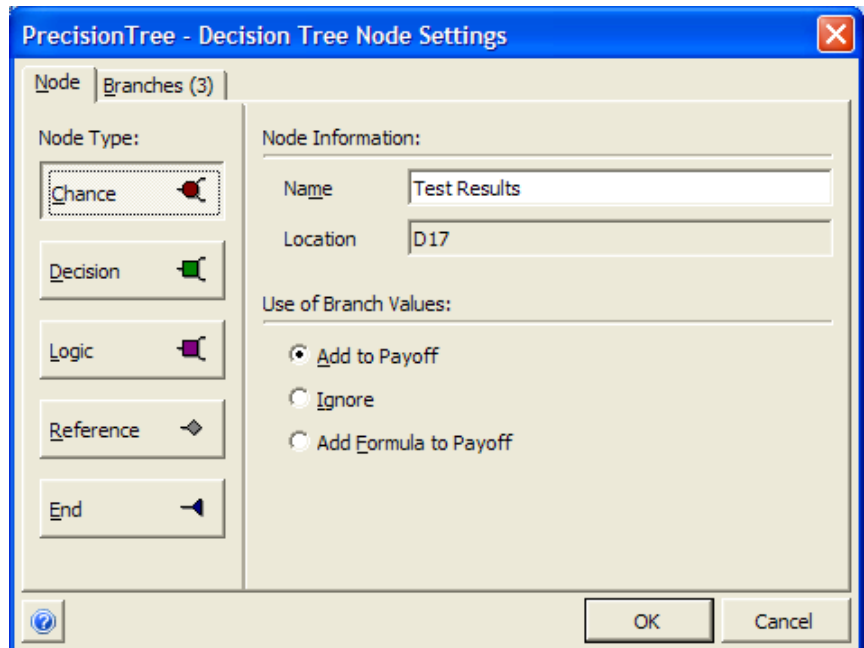 PrecisionTree - Decision Tree Node Settings
Node
Branches (3)
Node Type:
Chance
Decision
Logic
Reference
End
Node Information:
Name
Test Results
Location
D17
Use of Branch Values:
Add to Payoff
Ignore
Add Formula to Payoff
?
OK
Cancel